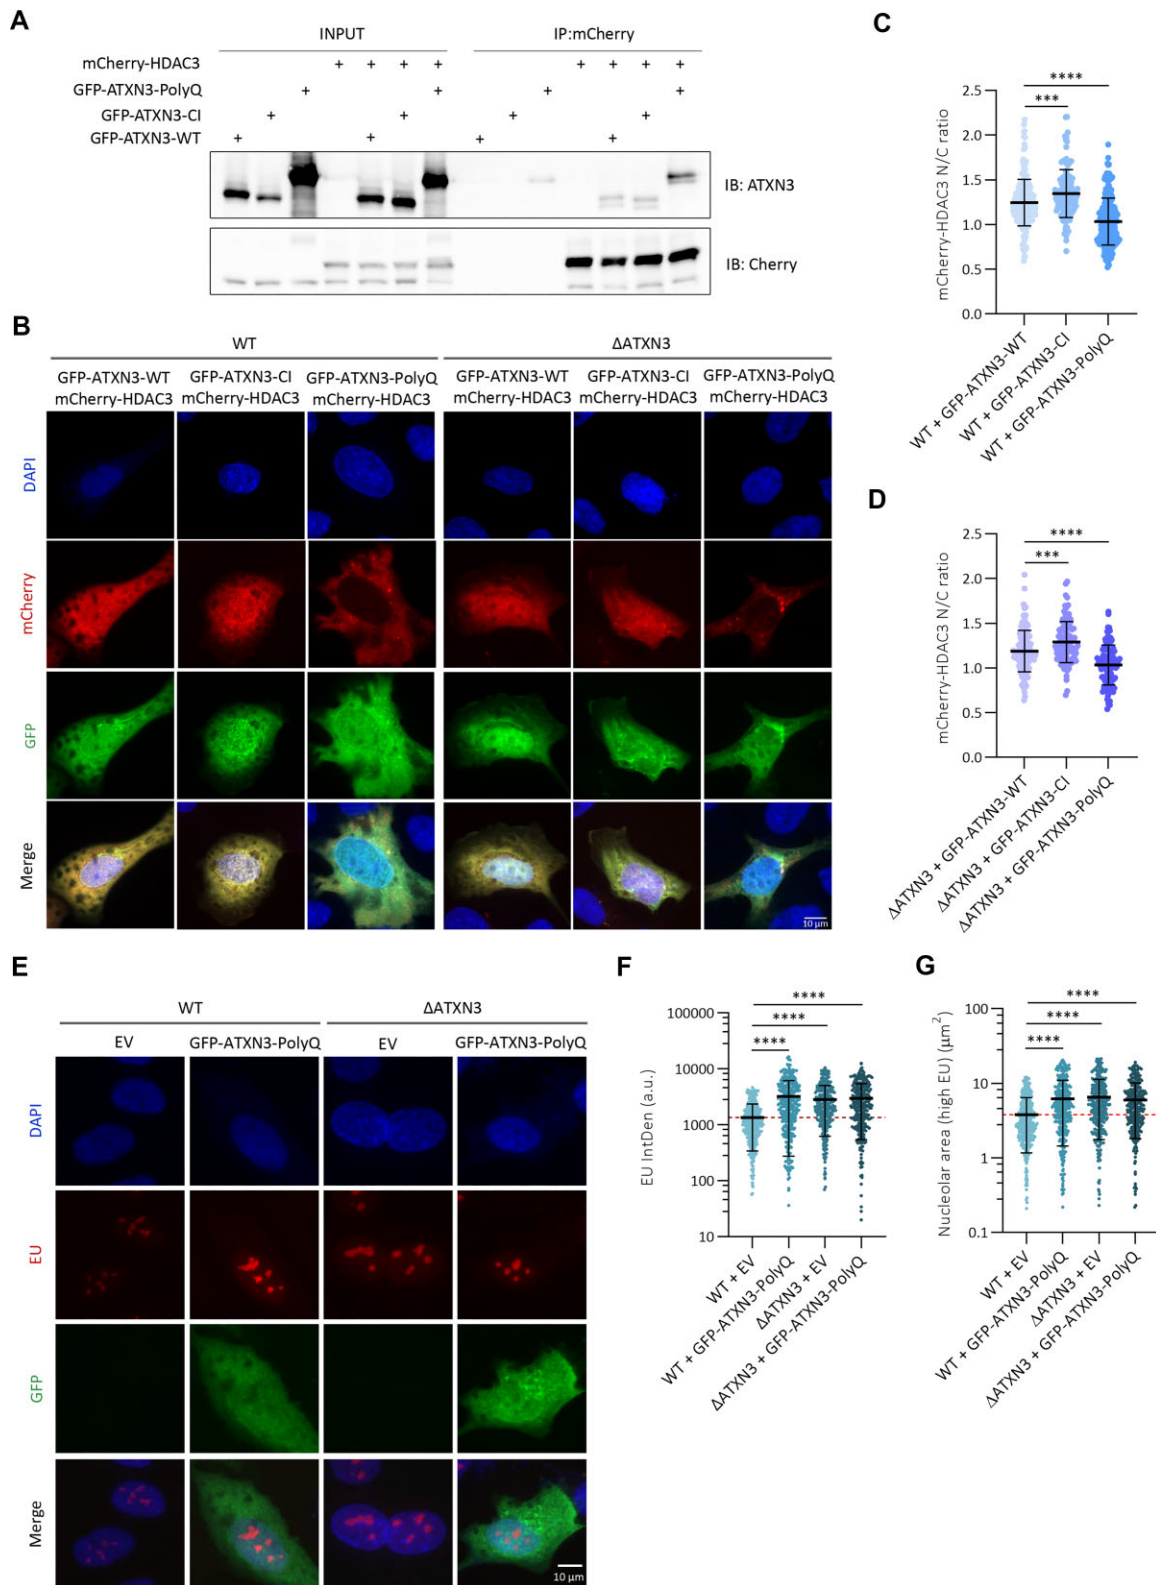 A
INPUT
IP:mCherry
mCherry-HDAC3 + + + + + + + +
GFP-ATXN3-PolyQ + + + +
GFP-ATXN3-CI + + + +
GFP-ATXN3-WT + + + +
IB: ATXN3
IB: Cherry
B
WT
ΔATXN3
GFP-ATXN3-WT GFP-ATXN3-CI GFP-ATXN3-PolyQ GFP-ATXN3-WT GFP-ATXN3-CI GFP-ATXN3-PolyQ
mCherry-HDAC3 mCherry-HDAC3 mCherry-HDAC3 mCherry-HDAC3 mCherry-HDAC3 mCherry-HDAC3
DAPI
mCherry
GFP
Merge
10 µm
C
mCherry-HDAC3 N/C ratio
2.5
2.0
1.5
1.0
0.5
0.0
****
***
WT + GFP-ATXN3-WT
WT + GFP-ATXN3-CI
WT + GFP-ATXN3-PolyQ
D
mCherry-HDAC3 N/C ratio
2.5
2.0
1.5
1.0
0.5
0.0
****
***
ΔATXN3 + GFP-ATXN3-WT
ΔATXN3 + GFP-ATXN3-CI
ΔATXN3 + GFP-ATXN3-PolyQ
E
WT
ΔATXN3
EV GFP-ATXN3-PolyQ EV GFP-ATXN3-PolyQ
DAPI
EU
GFP
Merge
10 µm
F
EU IntDen (a.u.)
100000
10000
1000
100
10
****
****
****
WT + EV
WT + GFP-ATXN3-PolyQ
ΔATXN3 + EV
ΔATXN3 + GFP-ATXN3-PolyQ
G
Nucleolar area (high EU) (µm²)
100
10
1
0.1
****
****
****
WT + EV
WT + GFP-ATXN3-PolyQ
ΔATXN3 + EV
ΔATXN3 + GFP-ATXN3-PolyQ